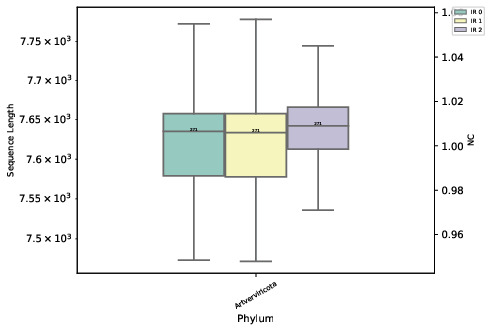 7.75 × 10³
7.7 × 10³
7.65 × 10³
7.6 × 10³
7.55 × 10³
7.5 × 10³
Sequence Length
1.04
1.02
1.00
0.98
0.96
NC
IR 0
IR 1
IR 2
271
271
271
Artverviricota
Phylum